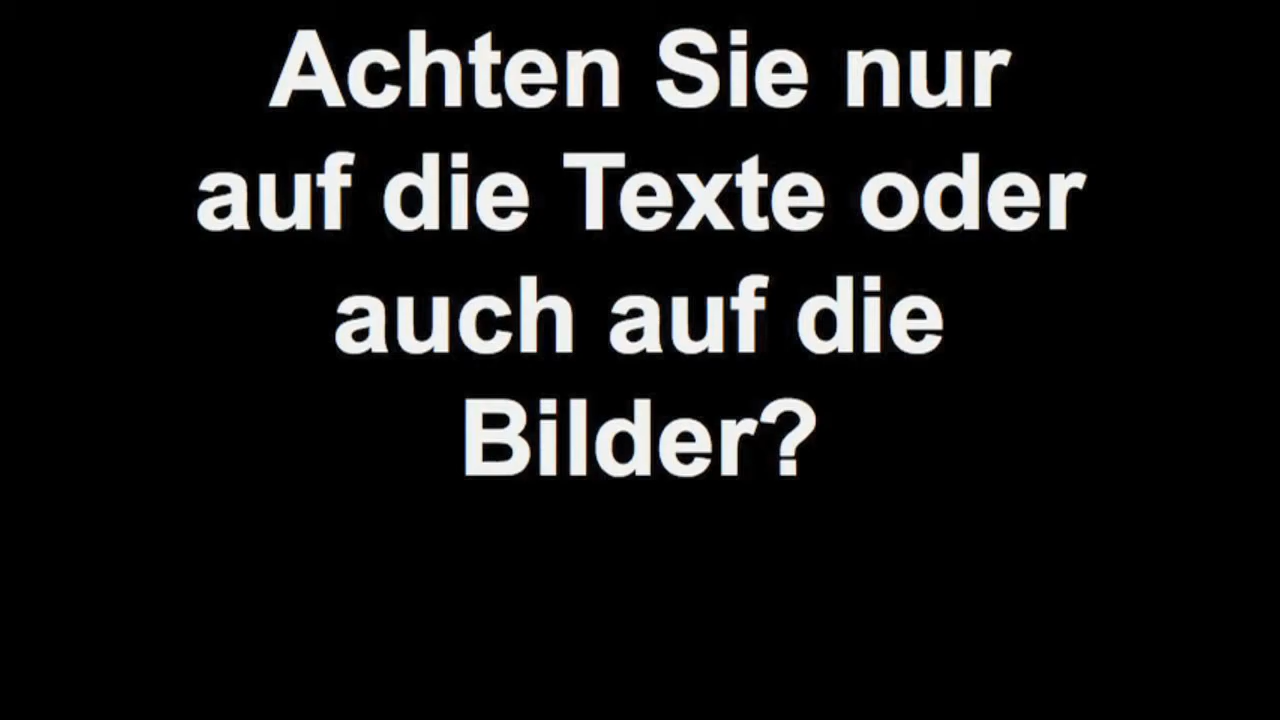 Achten Sie nur
auf die Texte oder
auch auf die
Bilder?